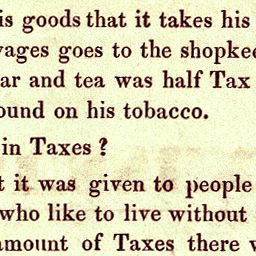 is goods that it takes his
wages goes to the shopkee
ar and tea was half Tax
ound on his tobacco.
in Taxes ?
t it was given to people
who like to live without
amount of Taxes there w